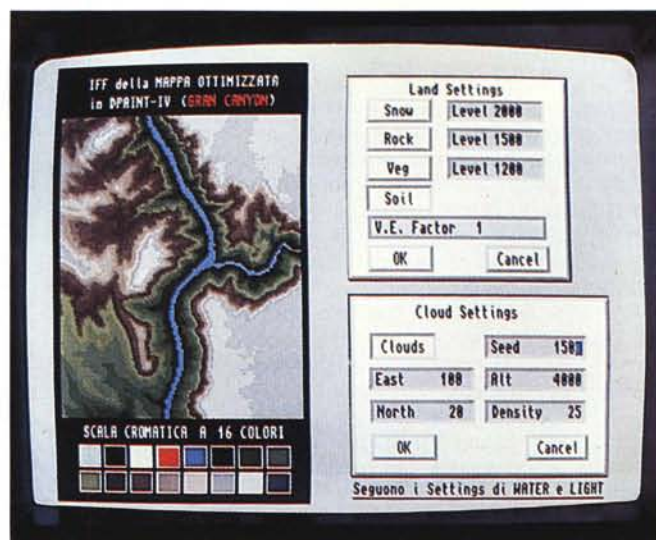 IFF della MAPPA OTTIMIZZATA
in DPAINT-IV (GRAN CANYON)
SCALA CROMATICA A 16 COLORI
Land Settings
Snow Level 2000
Rock Level 1500
Veg Level 1200
Soil
V.E. Factor 1
OK Cancel
Cloud Settings
Clouds Seed 150
East 100 Alt 4000
North 20 Density 25
OK Cancel
Seguono i Settings di WATER e LIGHT